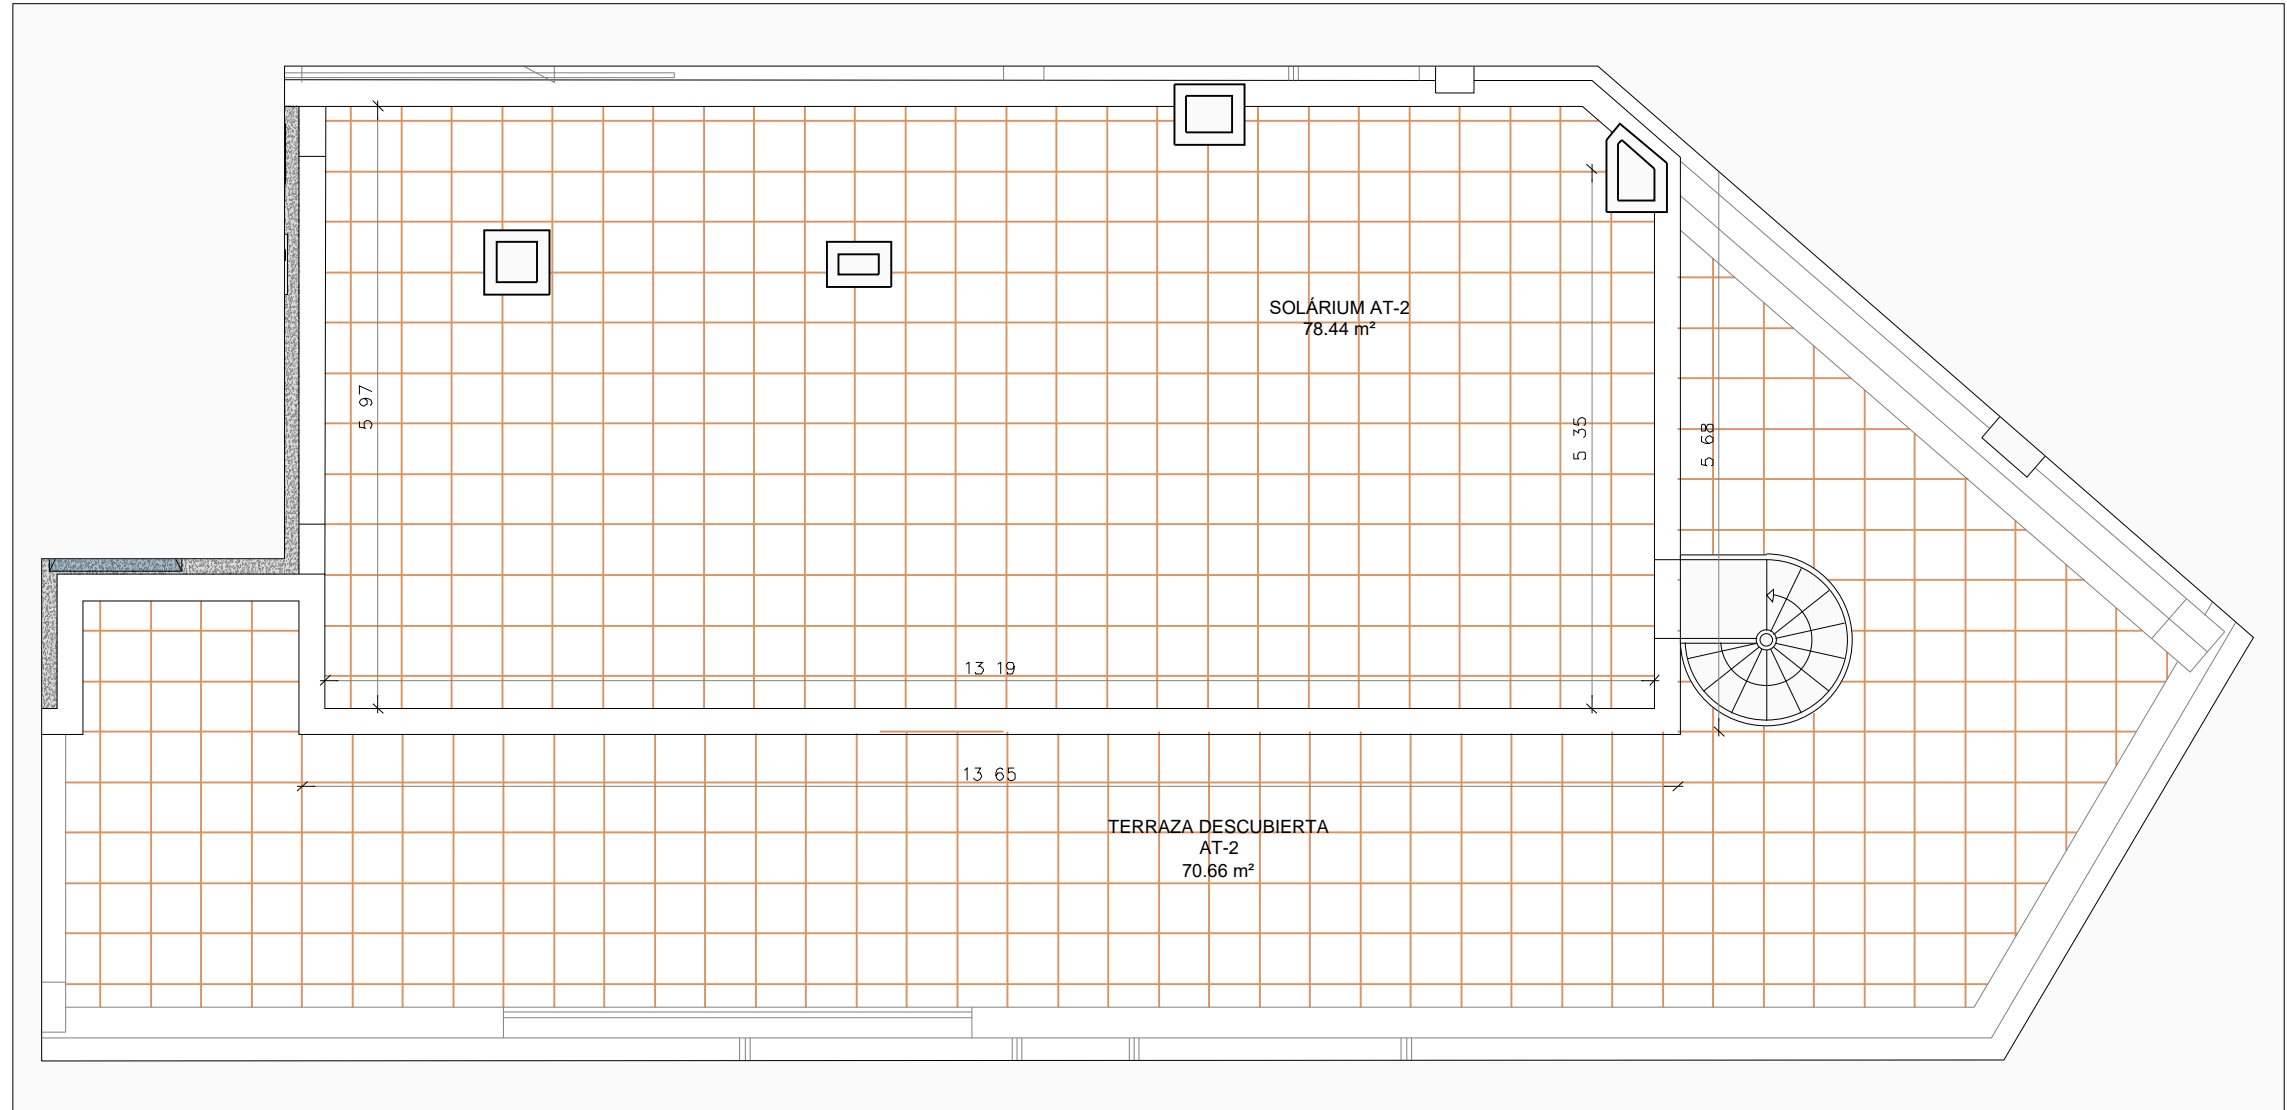 SOLÁRIUM AT-2
78.44 m²
5 97
5 35
5 68
13 19
13 65
TERRAZA DESCUBIERTA
AT-2
70.66 m²